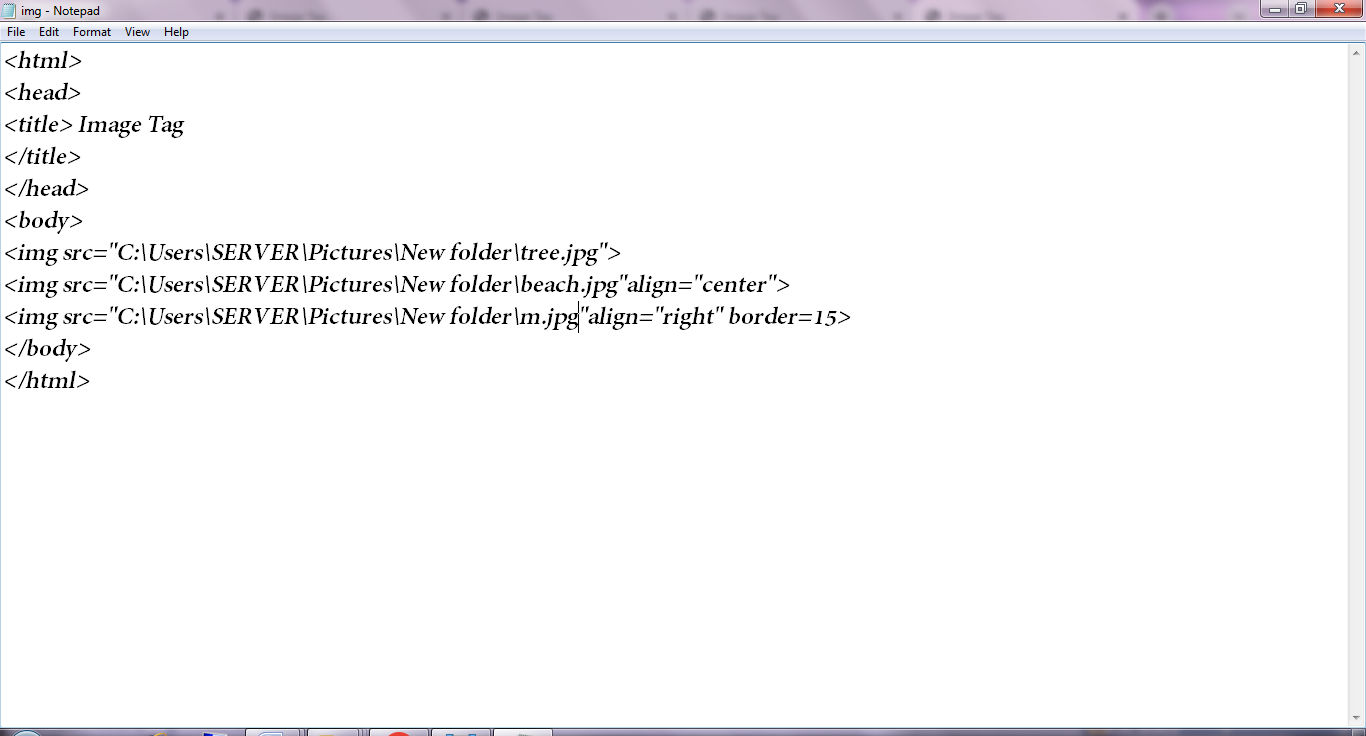 img - Notepad
File Edit Format View Help
<html>
<head>
<title> Image Tag
</title>
</head>
<body>
<img src="C:\Users\SERVER\Pictures\New folder\tree.jpg">
<img src="C:\Users\SERVER\Pictures\New folder\beach.jpg"align="center">
<img src="C:\Users\SERVER\Pictures\New folder\m.jpg"align="right" border=15>
</body>
</html>